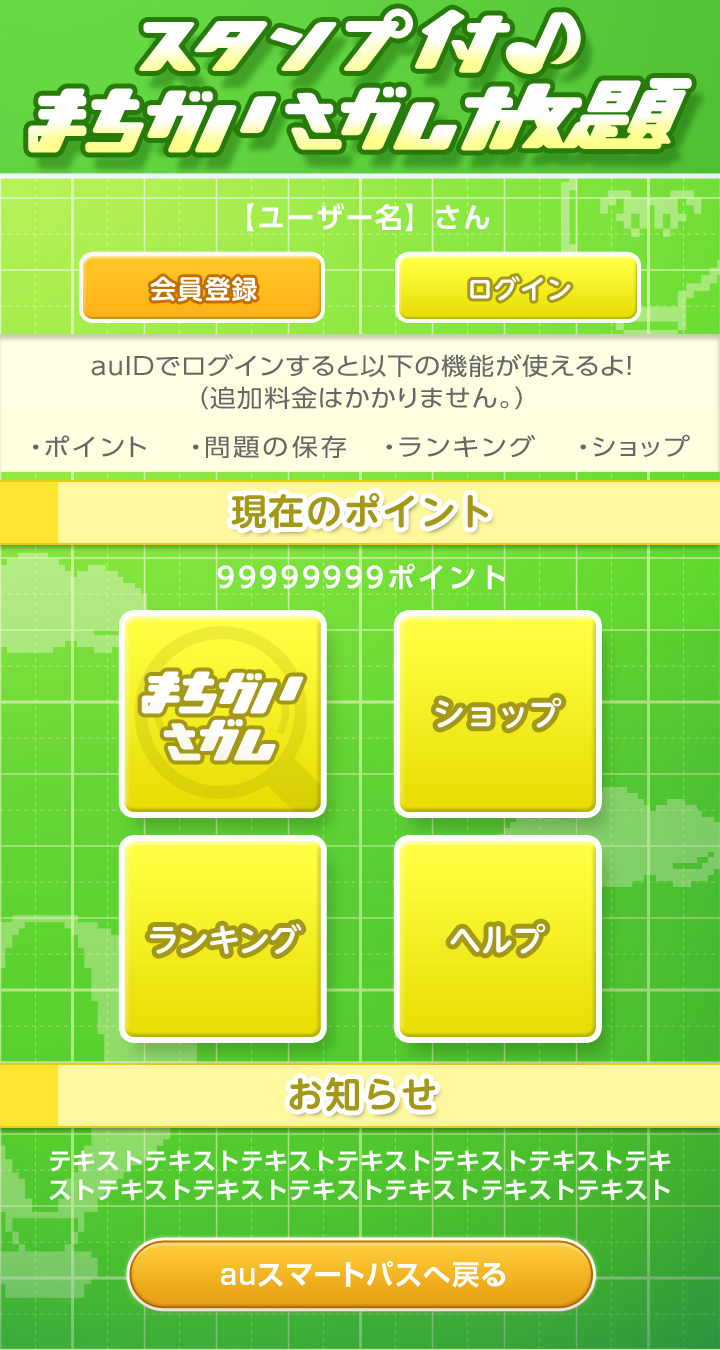 スタンプ付♪
まちがいさがし放題
【ユーザー名】さん
会員登録 ログイン
auIDでログインすると以下の機能が使えるよ!
（追加料金はかかりません。）
・ポイント ・問題の保存 ・ランキング ・ショップ
現在のポイント
99999999ポイント
まちがい
さがし
ショップ
ランキング
ヘルプ
お知らせ
テキストテキストテキストテキストテキストテキストテキ
ストテキストテキストテキストテキストテキストテキスト
auスマートパスへ戻る